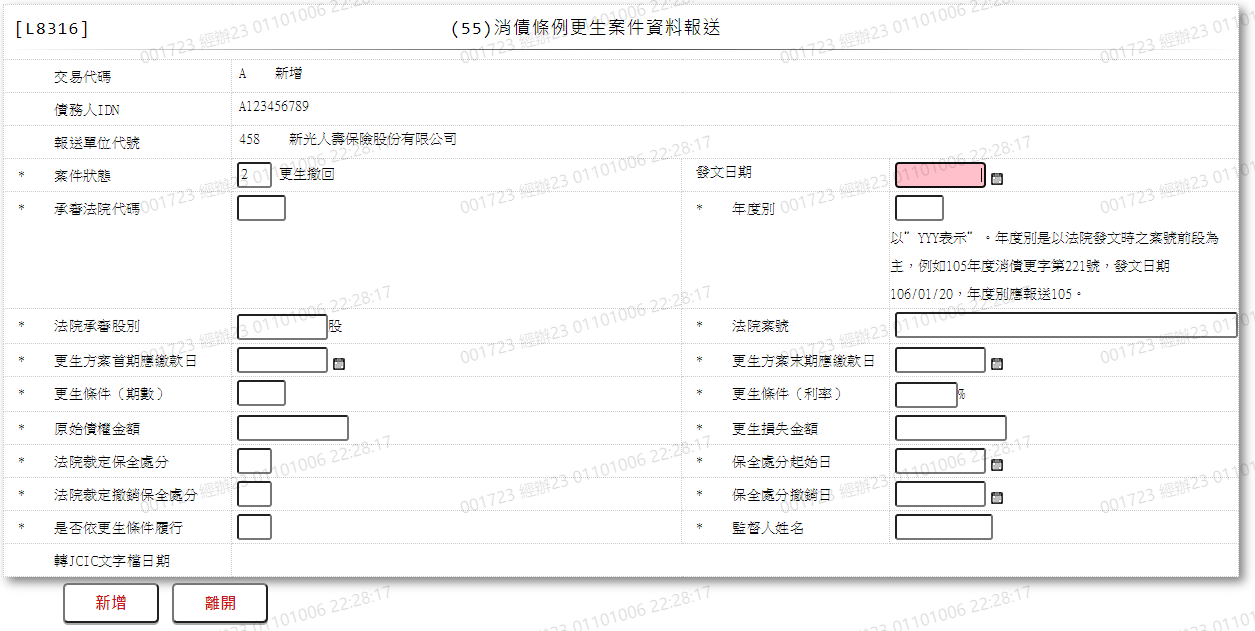 [L8316]
(55)消債條例更生案件資料報送
交易代碼 A 新增
債務人IDN A123456789
報送單位代號 458 新光人壽保險股份有限公司
* 案件狀態 2 更生撤回 發文日期
* 承審法院代碼 * 年度別
以”YYY表示”。年度別是以法院發文時之案號前段為
主，例如105年度消債更字第221號，發文日期
106/01/20，年度別應報送105。
* 法院承審股別 股 * 法院案號
* 更生方案首期應繳款日 * 更生方案末期應繳款日
* 更生條件（期數） * 更生條件（利率） %
* 原始債權金額 * 更生損失金額
* 法院裁定保全處分 * 保全處分起始日
* 法院裁定撤銷保全處分 * 保全處分撤銷日
* 是否依更生條件履行 * 監督人姓名
轉JCIC文字檔日期
新增 離開
001723 經辦23 01101006 22:28:17